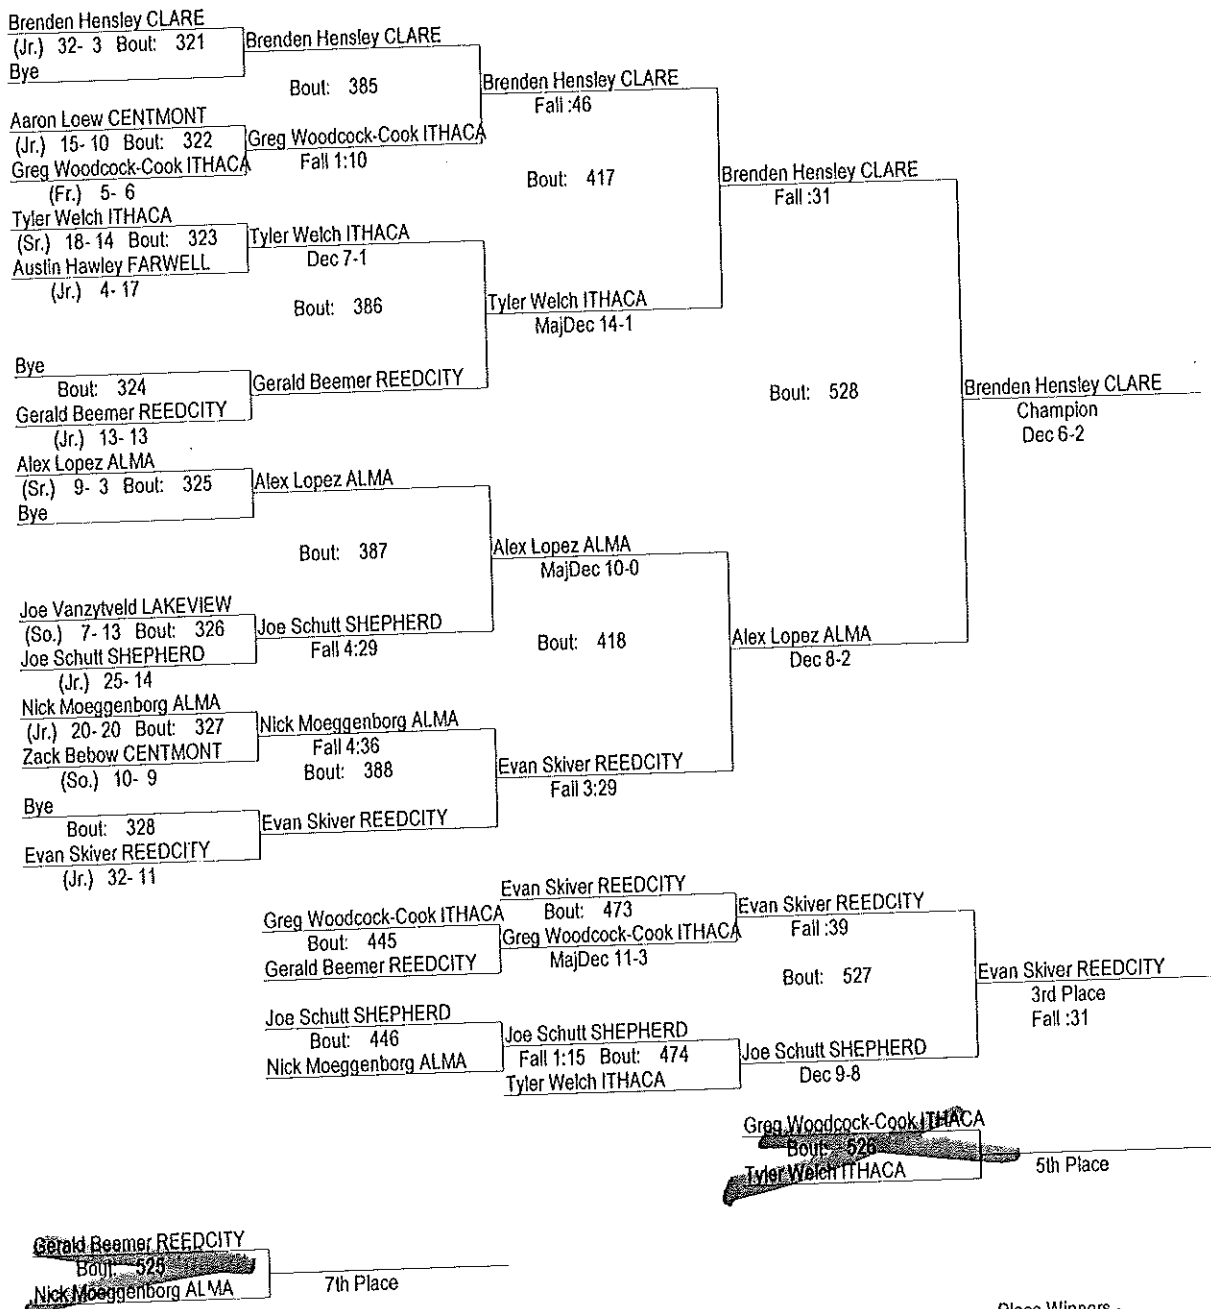 Brenden Hensley CLARE
(Jr.) 32- 3 Bout: 321
Bye
Brenden Hensley CLARE
Bout: 385
Brenden Hensley CLARE
Fall :46
Aaron Loew CENTMONT
(Jr.) 15- 10 Bout: 322
Greg Woodcock-Cook ITHACA
(Fr.) 5- 6
Greg Woodcock-Cook ITHACA
Fall 1:10
Bout: 417
Brenden Hensley CLARE
Fall :31
Tyler Welch ITHACA
(Sr.) 18- 14 Bout: 323
Austin Hawley FARWELL
(Jr.) 4- 17
Tyler Welch ITHACA
Dec 7-1
Bout: 386
Tyler Welch ITHACA
MajDec 14-1
Bye
Bout: 324
Gerald Beemer REEDCITY
(Jr.) 13- 13
Gerald Beemer REEDCITY
Bout: 528
Brenden Hensley CLARE
Champion
Dec 6-2
Alex Lopez ALMA
(Sr.) 9- 3 Bout: 325
Bye
Alex Lopez ALMA
Bout: 387
Alex Lopez ALMA
MajDec 10-0
Joe Vanzytveld LAKEVIEW
(So.) 7- 13 Bout: 326
Joe Schutt SHEPHERD
(Jr.) 25- 14
Joe Schutt SHEPHERD
Fall 4:29
Bout: 418
Alex Lopez ALMA
Dec 8-2
Nick Moeggenborg ALMA
(Jr.) 20- 20 Bout: 327
Zack Bebow CENTMONT
(So.) 10- 9
Nick Moeggenborg ALMA
Fall 4:36
Bout: 388
Evan Skiver REEDCITY
Fall 3:29
Bye
Bout: 328
Evan Skiver REEDCITY
(Jr.) 32- 11
Evan Skiver REEDCITY
Greg Woodcock-Cook ITHACA
Bout: 445
Gerald Beemer REEDCITY
Evan Skiver REEDCITY
Bout: 473
Greg Woodcock-Cook ITHACA
MajDec 11-3
Evan Skiver REEDCITY
Fall :39
Bout: 527
Evan Skiver REEDCITY
3rd Place
Fall :31
Joe Schutt SHEPHERD
Bout: 446
Nick Moeggenborg ALMA
Joe Schutt SHEPHERD
Fall 1:15 Bout: 474
Tyler Welch ITHACA
Joe Schutt SHEPHERD
Dec 9-8
Greg Woodcock-Cook ITHACA
Bout: 526
Tyler Welch ITHACA
5th Place
Gerald Beemer REEDCITY
Bout: 525
Nick Moeggenborg ALMA
7th Place